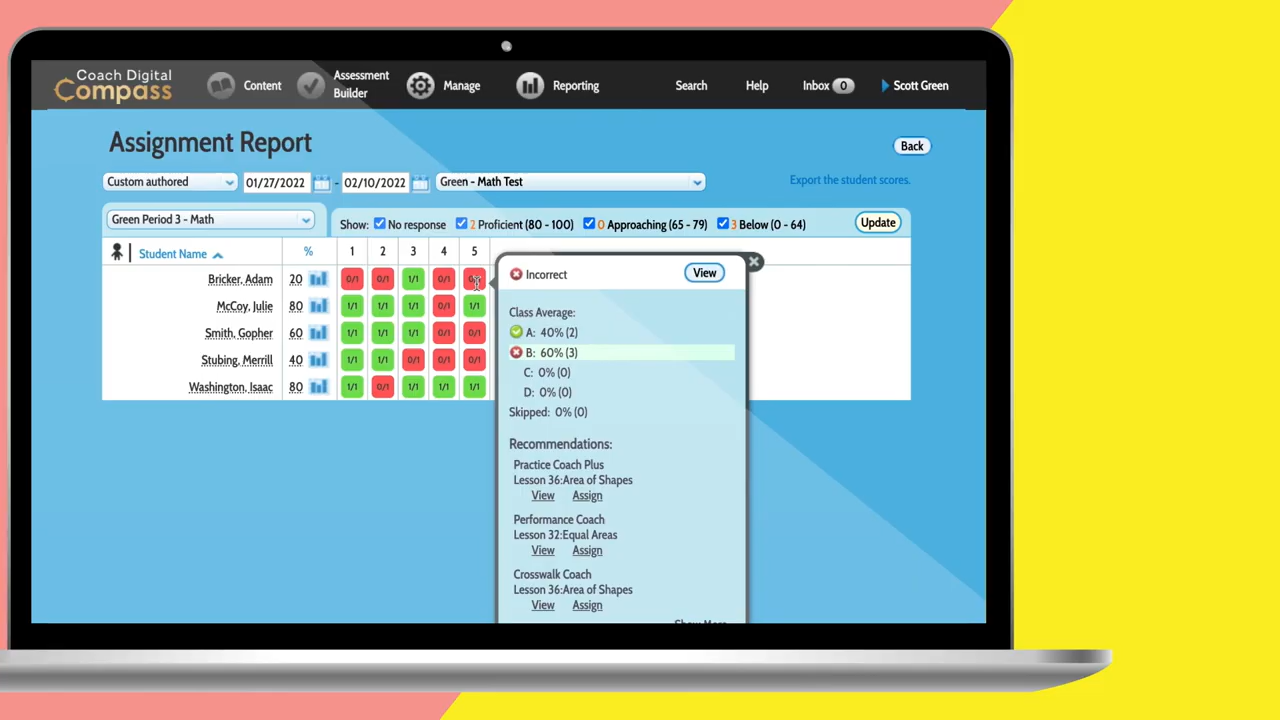 Coach Digital
Compass
Content
Assessment
Builder
Manage
Reporting
Search
Help
Inbox 0
Scott Green
Assignment Report
Back
Custom authored
01/27/2022 - 02/10/2022
Green - Math Test
Export the student scores.
Green Period 3 - Math
Show: No response 2 Proficient (80 - 100) 0 Approaching (65 - 79) 3 Below (0 - 64)
Update
Student Name % 1 2 3 4 5
Bricker, Adam 20 0/1 0/1 1/1 0/1
McCoy, Julie 80 1/1 1/1 1/1 0/1 1/1
Smith, Gopher 60 1/1 1/1 1/1 0/1 0/1
Stubing, Merrill 40 1/1 1/1 0/1 0/1 0/1
Washington, Isaac 80 1/1 0/1 1/1 1/1 1/1
Incorrect
View
Class Average:
A: 40% (2)
B: 60% (3)
C: 0% (0)
D: 0% (0)
Skipped: 0% (0)
Recommendations:
Practice Coach Plus
Lesson 36:Area of Shapes
View Assign
Performance Coach
Lesson 32:Equal Areas
View Assign
Crosswalk Coach
Lesson 36:Area of Shapes
View Assign
Show More